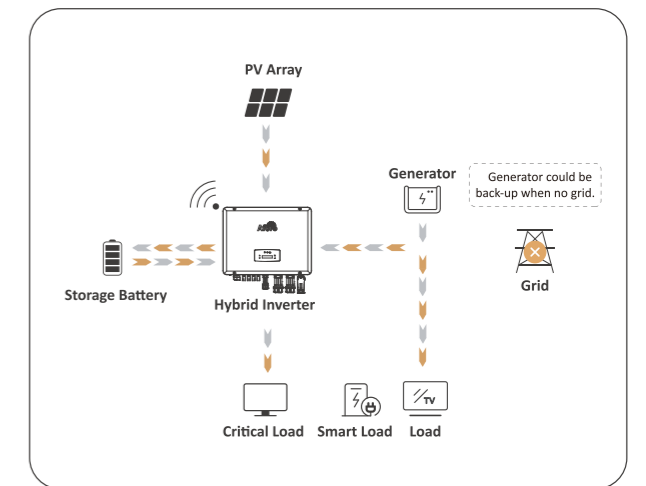 PV Array
Generator
Generator could be
back-up when no grid.
Storage Battery
Hybrid Inverter
Grid
TV
Critical Load
Smart Load
Load